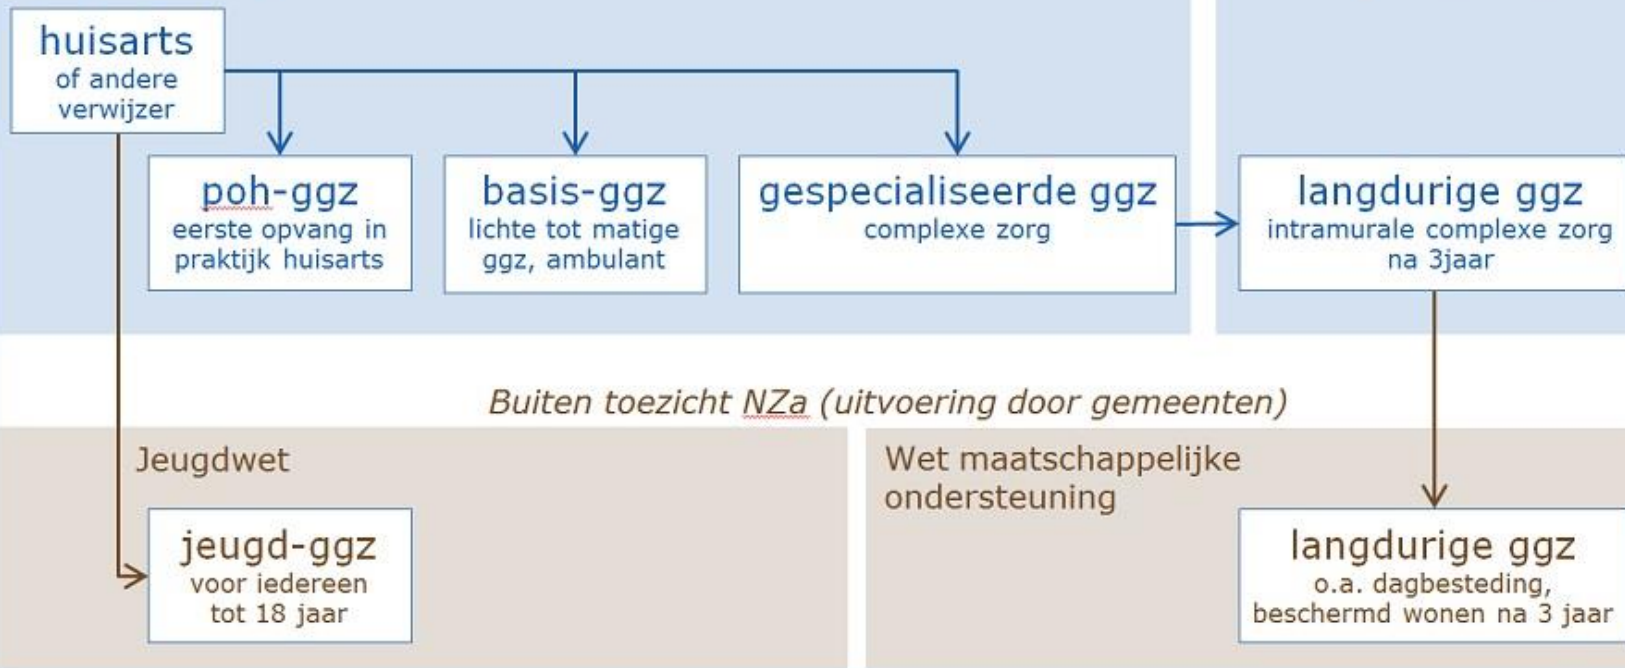 huisarts
of andere
verwijzer
poh-ggz
eerste opvang in
praktijk huisarts
basis-ggz
lichte tot matige
ggz, ambulant
gespecialiseerde ggz
complexe zorg
langdurige ggz
intramurale complexe zorg
na 3jaar
Buiten toezicht NZa (uitvoering door gemeenten)
Jeugdwet
jeugd-ggz
voor iedereen
tot 18 jaar
Wet maatschappelijke
ondersteuning
langdurige ggz
o.a. dagbesteding,
beschermd wonen na 3 jaar